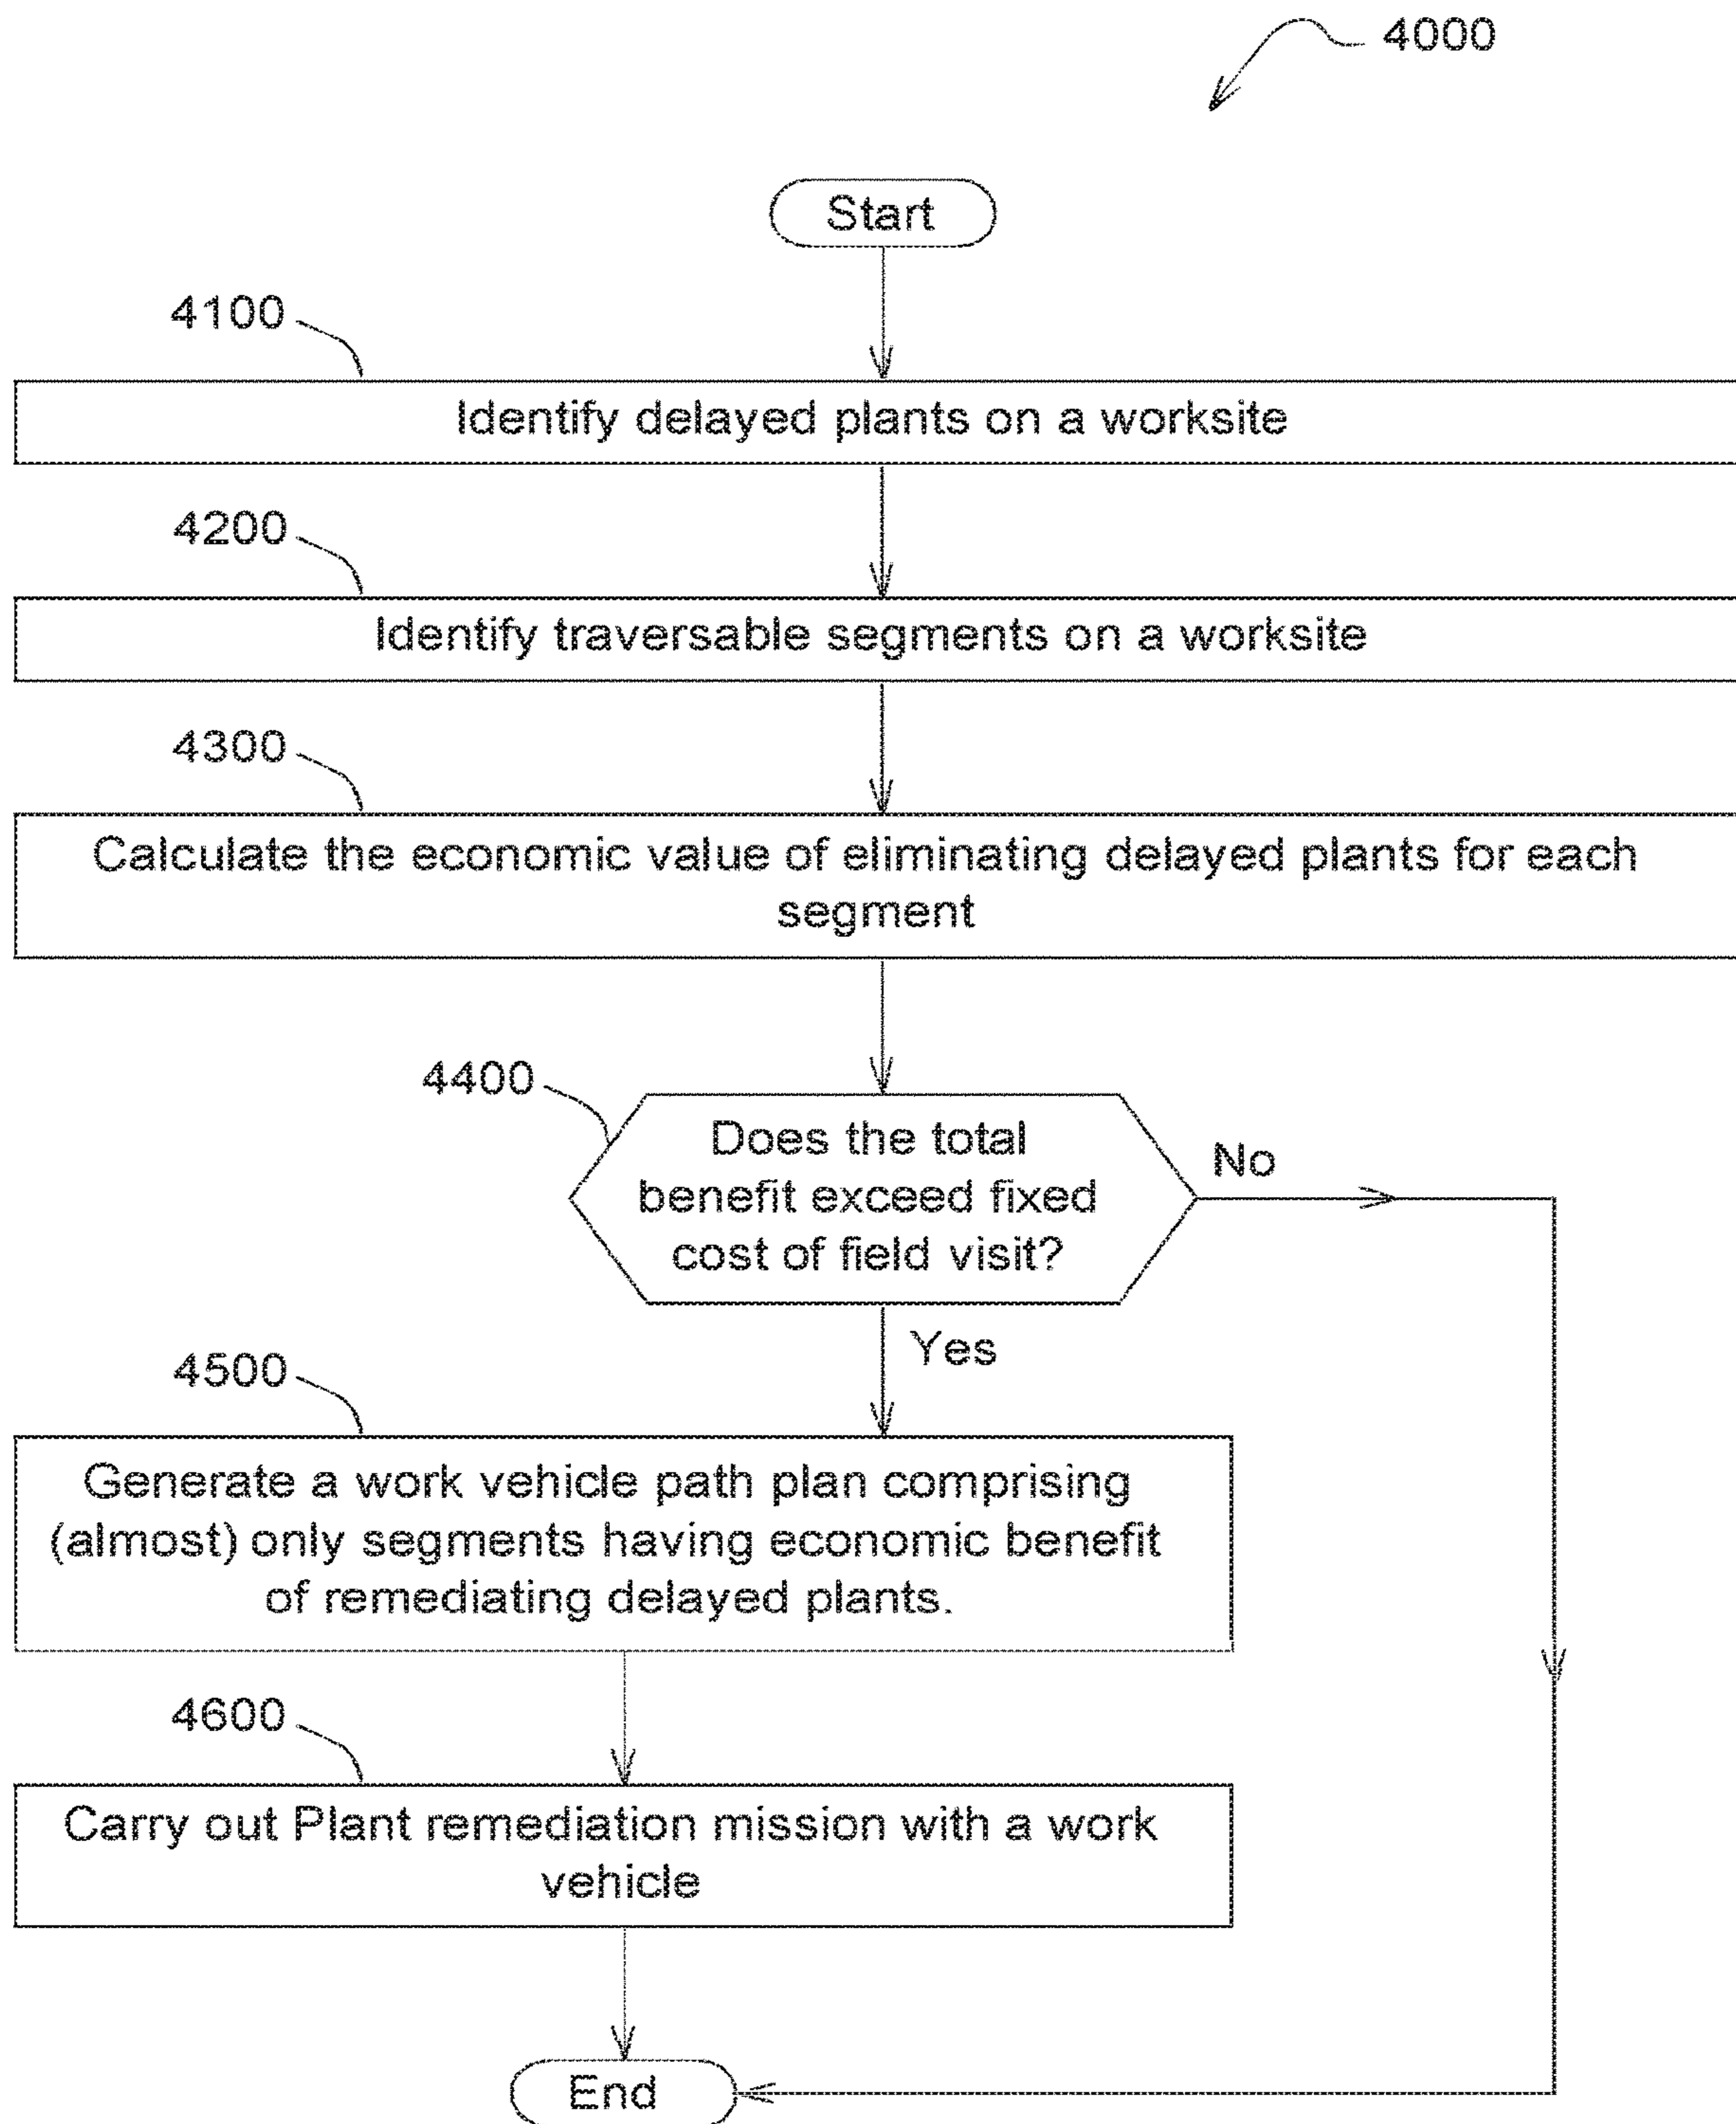 4000
Start
4100
Identify delayed plants on a worksite
4200
Identify traversable segments on a worksite
4300
Calculate the economic value of eliminating delayed plants for each
segment
4400
Does the total
benefit exceed fixed
cost of field visit?
No
Yes
4500
Generate a work vehicle path plan comprising
(almost) only segments having economic benefit
of remediating delayed plants.
4600
Carry out Plant remediation mission with a work
vehicle
End